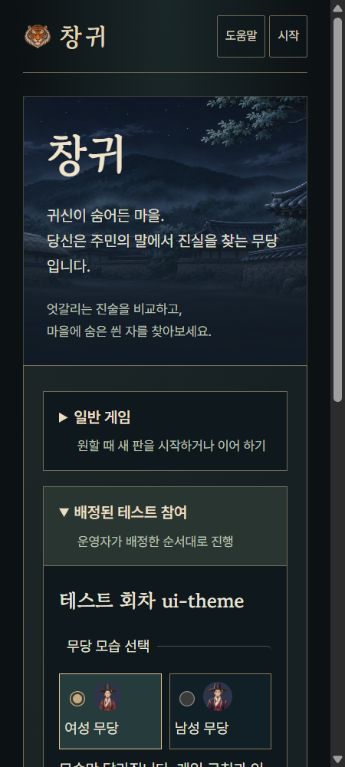 창귀
도움말
시작
창귀
귀신이 숨어든 마을.
당신은 주민의 말에서 진실을 찾는 무당
입니다.
엇갈리는 진술을 비교하고,
마을에 숨은 씐 자를 찾아보세요.
▶ 일반 게임
원할 때 새 판을 시작하거나 이어 하기
▼ 배정된 테스트 참여
운영자가 배정한 순서대로 진행
테스트 회차 ui-theme
무당 모습 선택
여성 무당
남성 무당